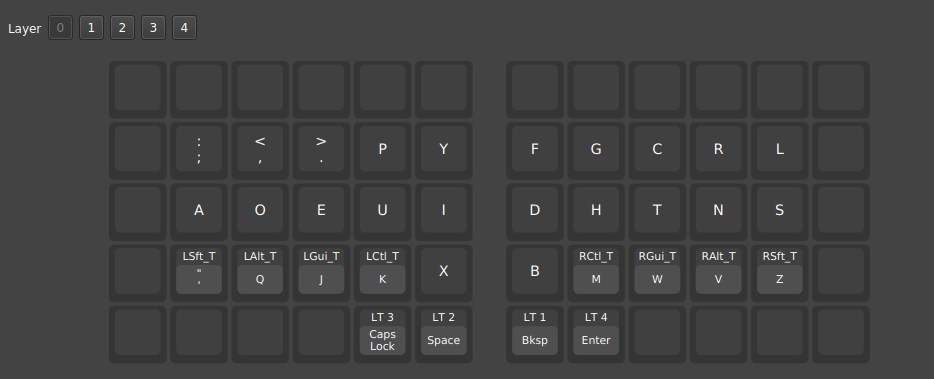 Layer 0 1 2 3 4
: < >
; , . P Y F G C R L
A O E U I D H T N S
LSft_T LAlt_T LGui_T LCtl_T RCtl_T RGui_T RAlt_T RSft_T
" X B
' Q J K M W V Z
LT 3 LT 2 LT 1 LT 4
Caps Lock Space Bksp Enter